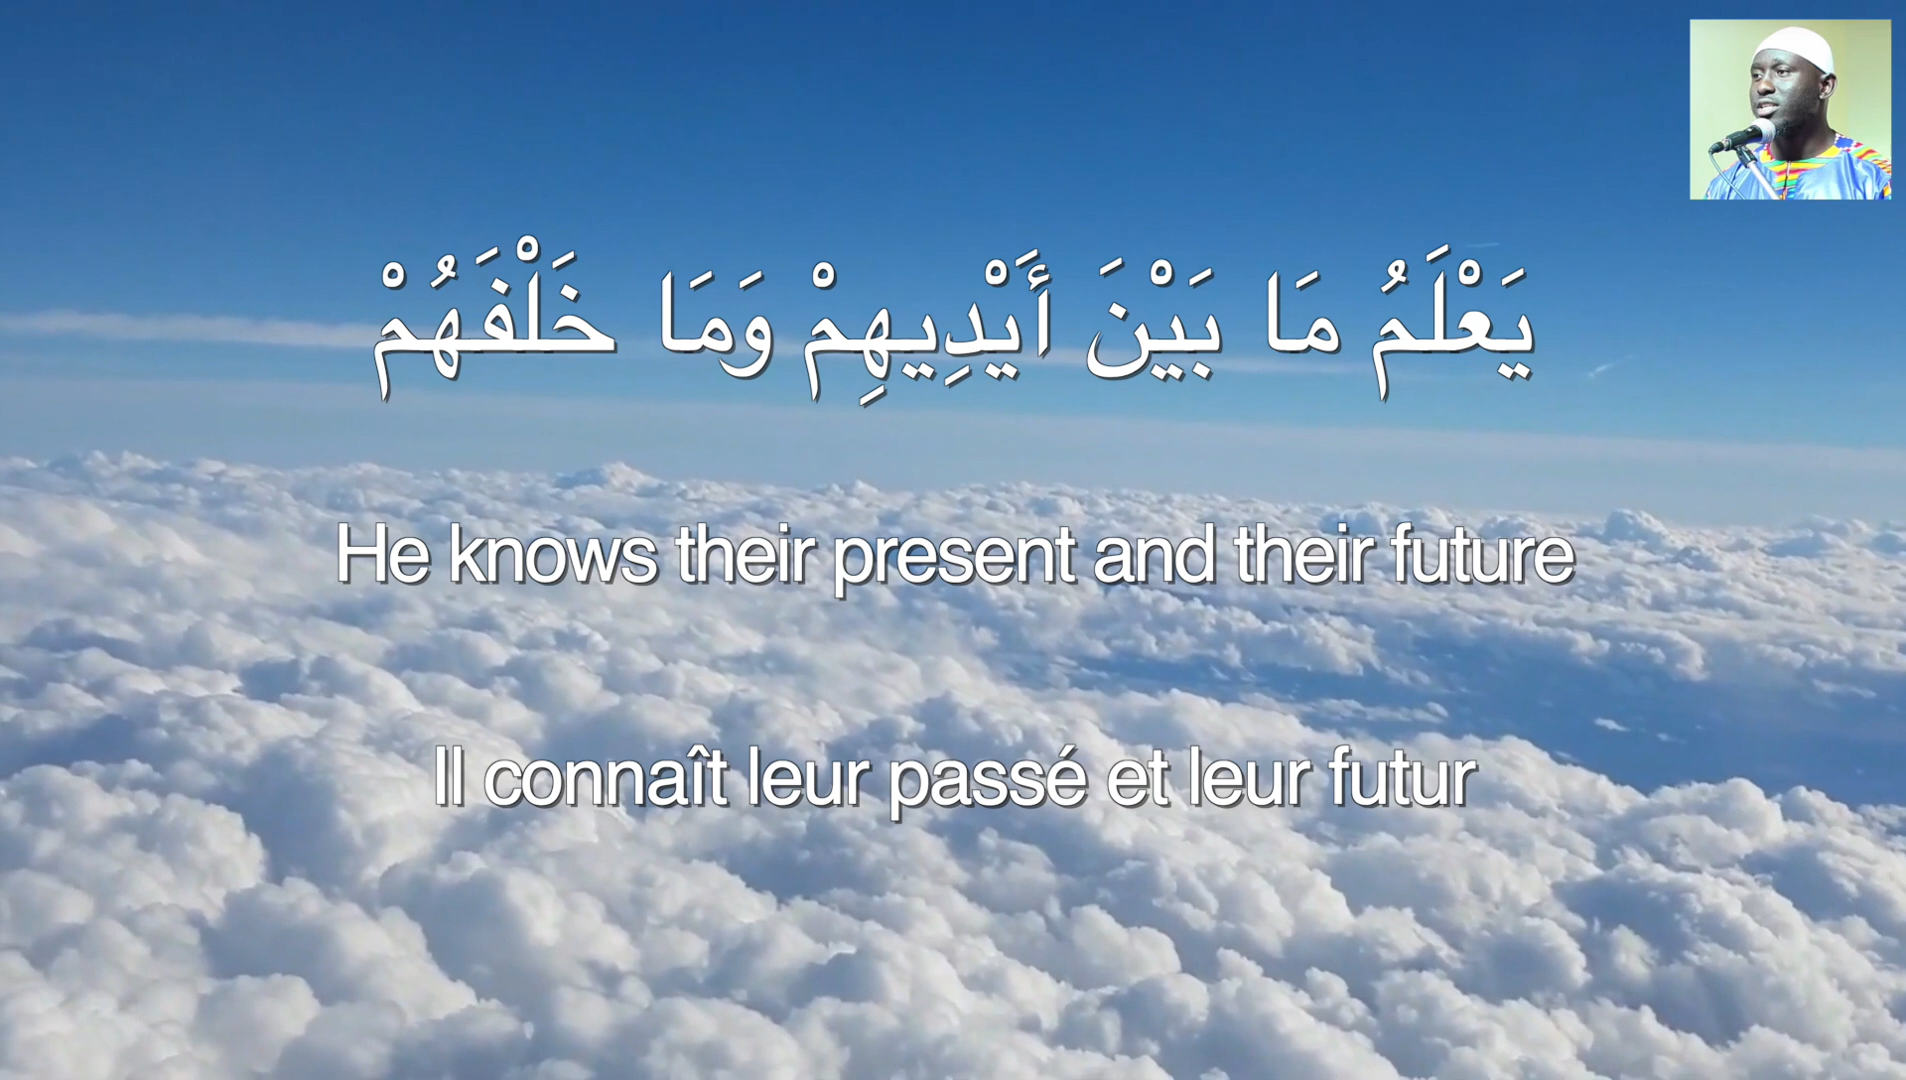 يَعْلَمُ مَا بَيْنَ أَيْدِيهِمْ وَمَا خَلْفَهُمْ
He knows their present and their future
Il connaît leur passé et leur futur